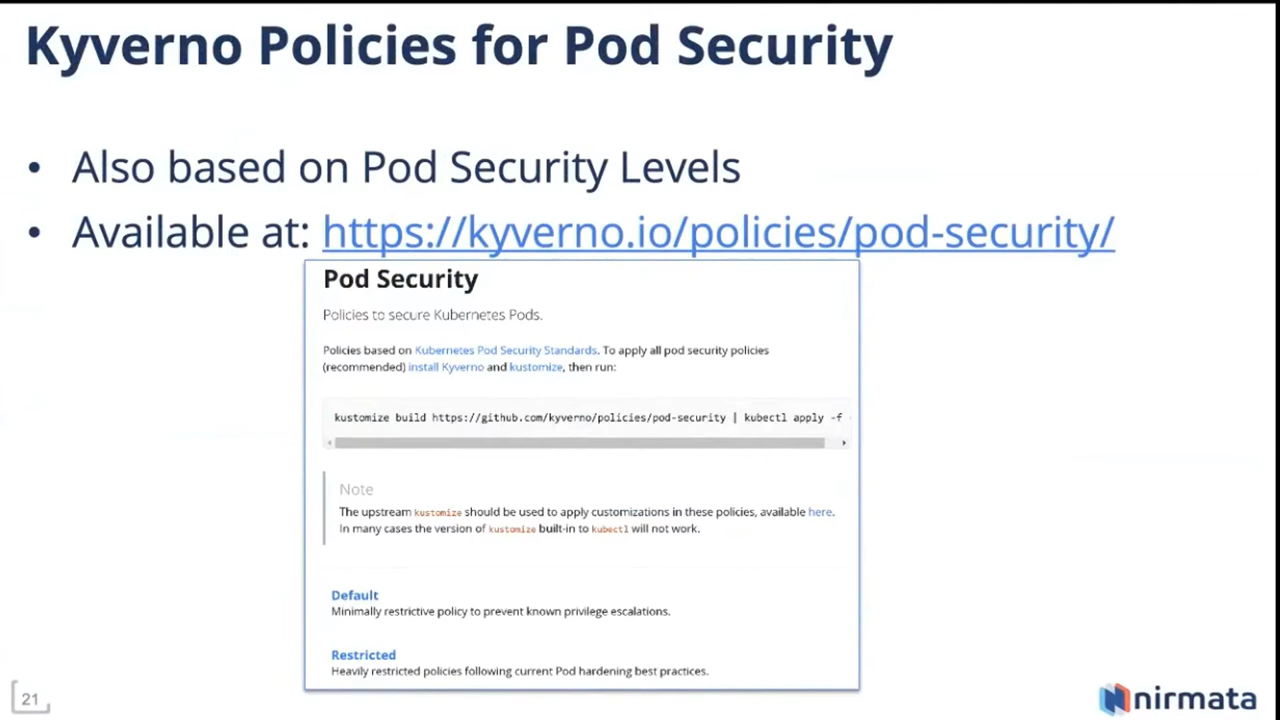 Kyverno Policies for Pod Security
• Also based on Pod Security Levels
• Available at: https://kyverno.io/policies/pod-security/
Pod Security
Policies to secure Kubernetes Pods.
Policies based on Kubernetes Pod Security Standards. To apply all pod security policies
(recommended) install Kyverno and kustomize, then run:
kustomize build https://github.com/kyverno/policies/pod-security | kubectl apply -f
Note
The upstream kustomize should be used to apply customizations in these policies, available here.
In many cases the version of kustomize built-in to kubectl will not work.
Default
Minimally restrictive policy to prevent known privilege escalations.
Restricted
Heavily restricted policies following current Pod hardening best practices.
21
nirmata